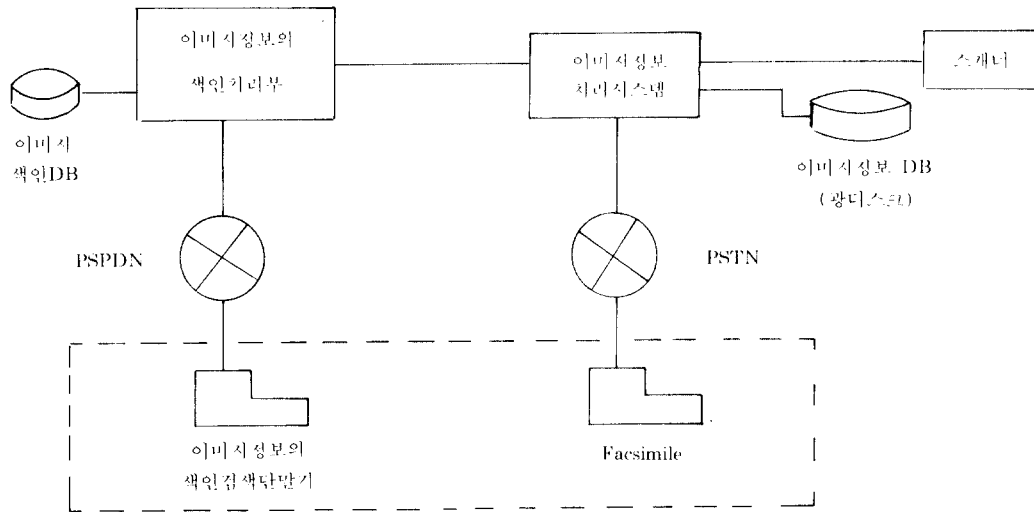 이미지정보의
색인처리부
이미지정보
처리시스템
스캐너
이미지
색인DB
이미지정보 DB
(광디스크)
PSPDN
PSTN
이미지정보의
색인검색단말기
Facsimile